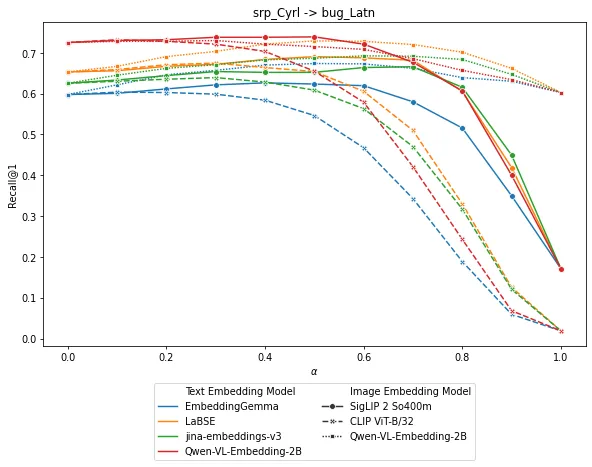 srp_Cyrl -> bug_Latn
Recall@1
0.7
0.6
0.5
0.4
0.3
0.2
0.1
0.0
0.0 0.2 0.4 0.6 0.8 1.0
α
Text Embedding Model
EmbeddingGemma
LaBSE
jina-embeddings-v3
Qwen-VL-Embedding-2B
Image Embedding Model
SigLIP 2 So400m
CLIP ViT-B/32
Qwen-VL-Embedding-2B